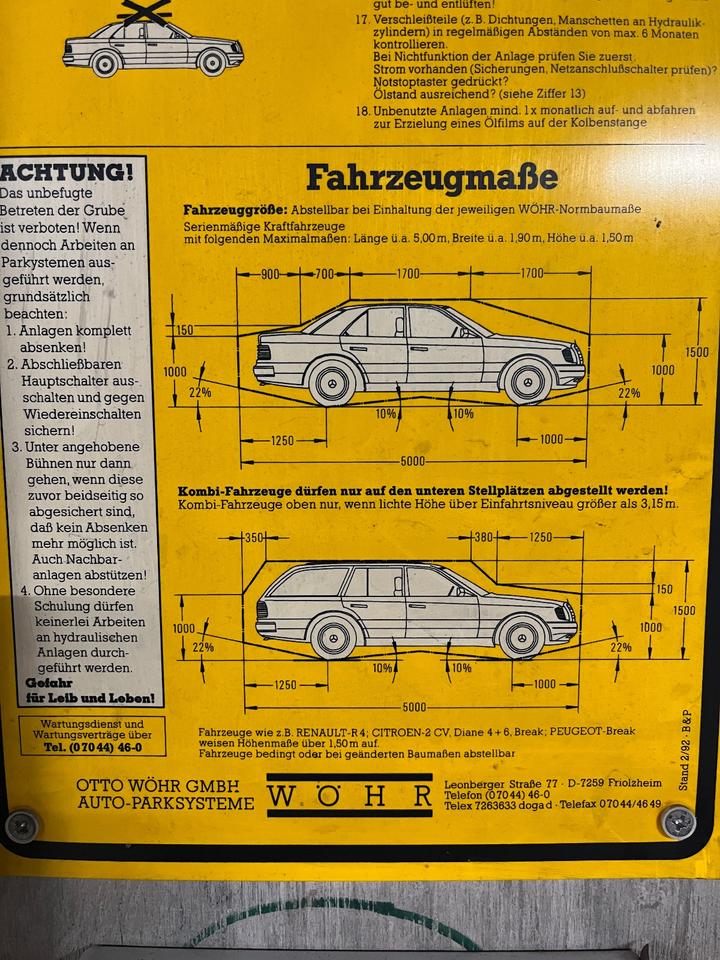 gut be- und entlüften!
17. Verschleißteile (z. B. Dichtungen, Manschetten an Hydraulik-
zylindern) in regelmäßigen Abständen von max. 6 Monaten
kontrollieren.
Bei Nichtfunktion der Anlage prüfen Sie zuerst:
Strom vorhanden (Sicherungen, Netzanschlußschalter prüfen)?
Notstoptaster gedrückt?
Ölstand ausreichend? (siehe Ziffer 13)
18. Unbenutzte Anlagen mind. 1x monatlich auf- und abfahren
zur Erzielung eines Ölfilms auf der Kolbenstange
ACHTUNG!
Das unbefugte
Betreten der Grube
ist verboten! Wenn
dennoch Arbeiten an
Parkystemen aus-
geführt werden,
grundsätzlich
beachten:
1. Anlagen komplett
absenken!
2. Abschließbaren
Hauptschalter aus-
schalten und gegen
Wiedereinschalten
sichern!
3. Unter angehobene
Bühnen nur dann
gehen, wenn diese
zuvor beidseitig so
abgesichert sind,
daß kein Absenken
mehr möglich ist.
Auch Nachbar-
anlagen abstützen!
4. Ohne besondere
Schulung dürfen
keinerlei Arbeiten
an hydraulischen
Anlagen durch-
geführt werden.
Gefahr
für Leib und Leben!
Wartungsdienst und
Wartungsverträge über
Tel. (0 70 44) 46-0
Fahrzeugmaße
Fahrzeuggröße: Abstellbar bei Einhaltung der jeweiligen WÖHR-Normbaumaße
Serienmäßige Kraftfahrzeuge
mit folgenden Maximalmaßen: Länge ü.a. 5,00 m, Breite ü.a. 1,90 m, Höhe ü.a. 1,50 m
900 700 1700 1700
150
1000
22%
10% 10%
22%
1000
1500
1250 1000
5000
Kombi-Fahrzeuge dürfen nur auf den unteren Stellplätzen abgestellt werden!
Kombi-Fahrzeuge oben nur, wenn lichte Höhe über Einfahrtsniveau größer als 3,15 m.
350 380 1250
150
1000
22%
10% 10%
22%
1000
1500
1250 1000
5000
Fahrzeuge wie z.B. RENAULT-R 4; CITROEN-2 CV, Diane 4 + 6, Break; PEUGEOT-Break
weisen Höhenmaße über 1,50 m auf.
Fahrzeuge bedingt oder bei geänderten Baumaßen abstellbar
Stand 2/92 · B & P
OTTO WÖHR GMBH
AUTO-PARKSYSTEME
WÖHR
Leonberger Straße 77 · D-7259 Friolzheim
Telefon (0 70 44) 46-0
Telex 7263633 doga d · Telefax 0 70 44/46 49